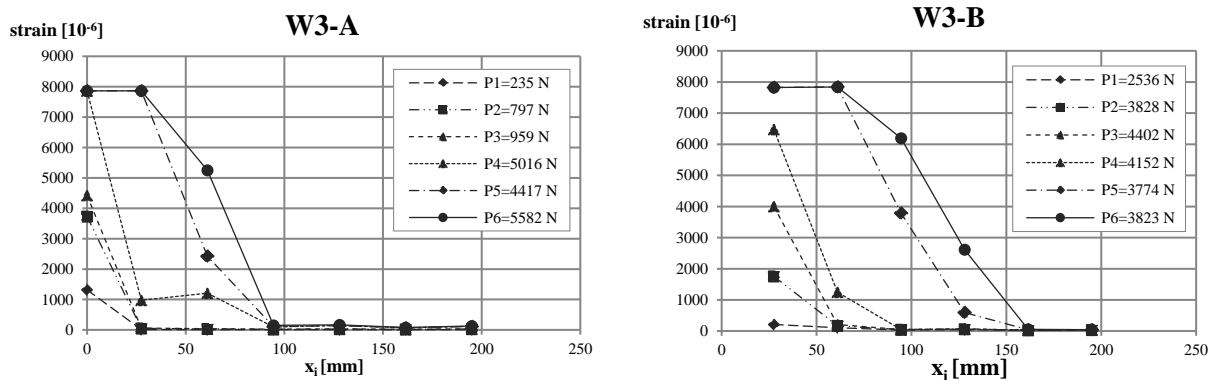 W3-A
strain [10-6]
9000
8000
7000
6000
5000
4000
3000
2000
1000
0
0 50 100 150 200 250
xi [mm]
P1=235 N
P2=797 N
P3=959 N
P4=5016 N
P5=4417 N
P6=5582 N
W3-B
strain [10-6]
9000
8000
7000
6000
5000
4000
3000
2000
1000
0
0 50 100 150 200 250
xi [mm]
P1=2536 N
P2=3828 N
P3=4402 N
P4=4152 N
P5=3774 N
P6=3823 N